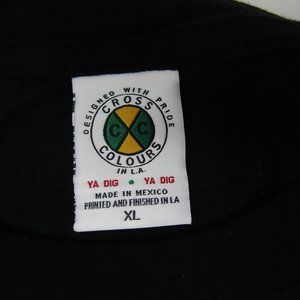 DESIGNED WITH PRIDE
CROSS
C C
COLOURS
IN L.A.
YA DIG • YA DIG
MADE IN MEXICO
PRINTED AND FINISHED IN LA
XL